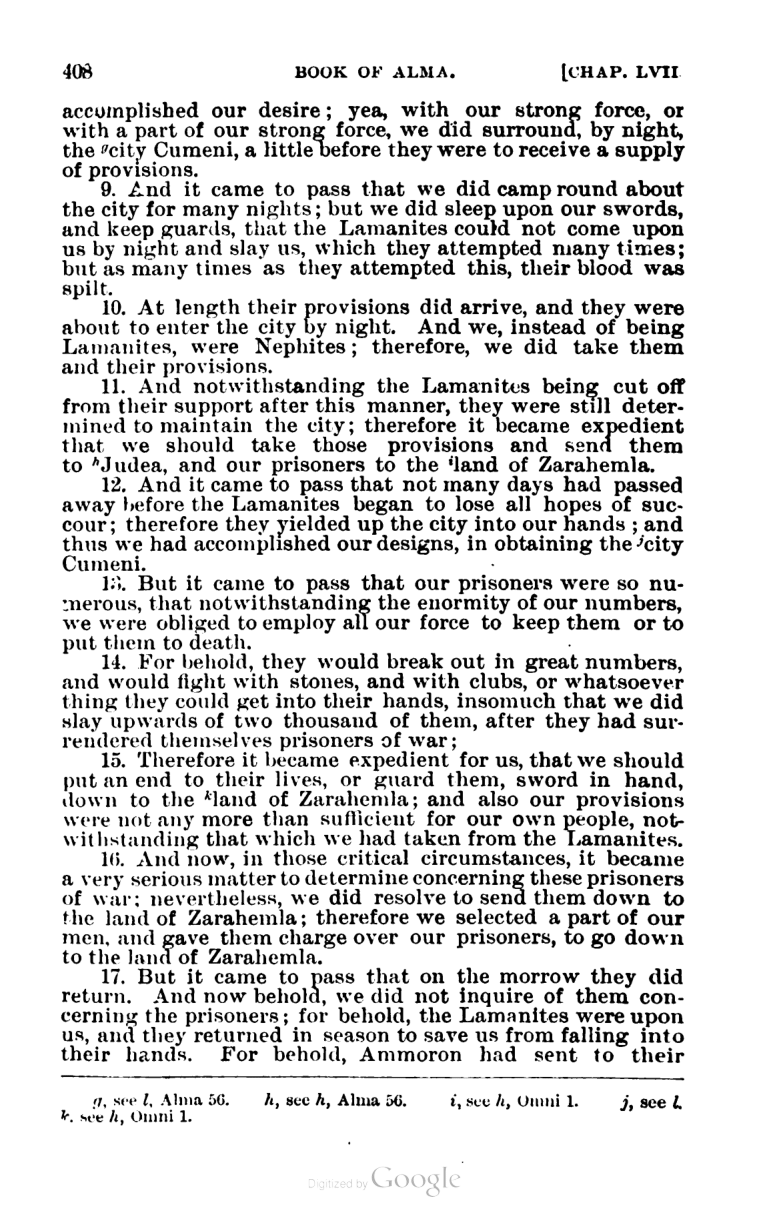 408 BOOK OF ALMA. [CHAP. LVII
accomplished our desire; yea, with our strong force, or
with a part of our strong force, we did surround, by night,
the gcity Cumeni, a little before they were to receive a supply
of provisions.
9. And it came to pass that we did camp round about
the city for many nights; but we did sleep upon our swords,
and keep guards, that the Lamanites could not come upon
us by night and slay us, which they attempted many times;
but as many times as they attempted this, their blood was
spilt.
10. At length their provisions did arrive, and they were
about to enter the city by night. And we, instead of being
Lamanites, were Nephites; therefore, we did take them
and their provisions.
11. And notwithstanding the Lamanites being cut off
from their support after this manner, they were still deter-
mined to maintain the city; therefore it became expedient
that we should take those provisions and send them
to hJudea, and our prisoners to the iland of Zarahemla.
12. And it came to pass that not many days had passed
away before the Lamanites began to lose all hopes of suc-
cour; therefore they yielded up the city into our hands; and
thus we had accomplished our designs, in obtaining the jcity
Cumeni.
13. But it came to pass that our prisoners were so nu-
merous, that notwithstanding the enormity of our numbers,
we were obliged to employ all our force to keep them or to
put them to death.
14. For behold, they would break out in great numbers,
and would fight with stones, and with clubs, or whatsoever
thing they could get into their hands, insomuch that we did
slay upwards of two thousand of them, after they had sur-
rendered themselves prisoners of war;
15. Therefore it became expedient for us, that we should
put an end to their lives, or guard them, sword in hand,
down to the kland of Zarahemla; and also our provisions
were not any more than sufficient for our own people, not-
withstanding that which we had taken from the Lamanites.
16. And now, in those critical circumstances, it became
a very serious matter to determine concerning these prisoners
of war; nevertheless, we did resolve to send them down to
the land of Zarahemla; therefore we selected a part of our
men, and gave them charge over our prisoners, to go down
to the land of Zarahemla.
17. But it came to pass that on the morrow they did
return. And now behold, we did not inquire of them con-
cerning the prisoners; for behold, the Lamanites were upon
us, and they returned in season to save us from falling into
their hands. For behold, Ammoron had sent to their
g, see l, Alma 56. h, see h, Alma 56. i, see h, Omni 1. j, see l.
k, see h, Omni 1.
Digitized by Google